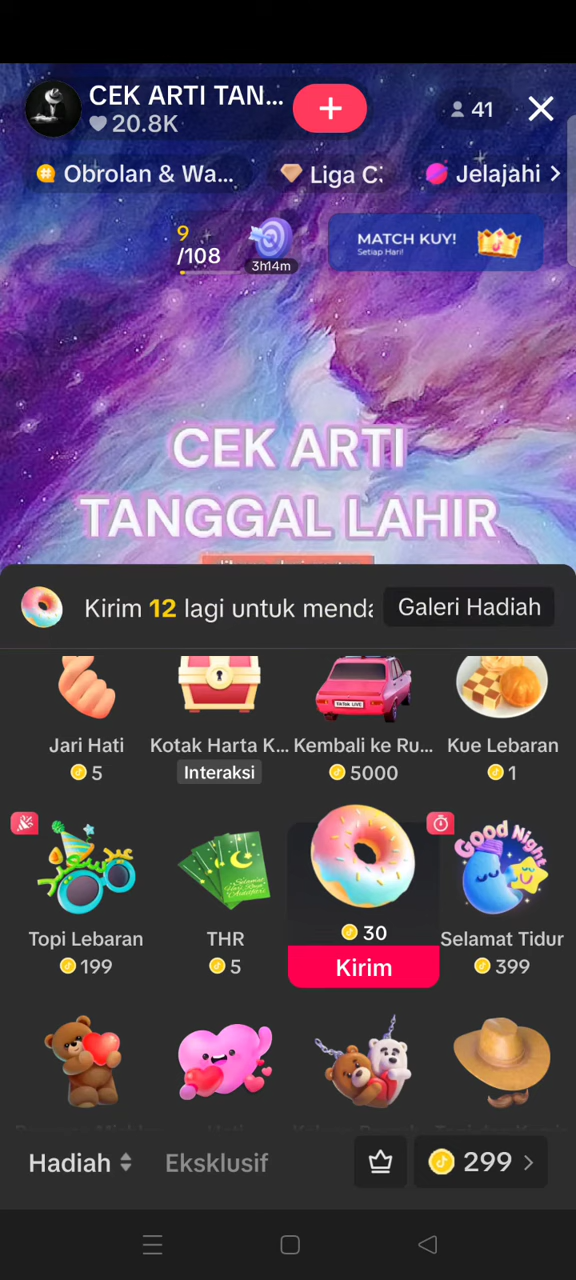 CEK ARTI TAN...
20.8K
41
Obrolan & Wa...
Liga C
Jelajahi
9
/108
3h14m
MATCH KUY!
Setiap Hari!
CEK ARTI
TANGGAL LAHIR
Kirim 12 lagi untuk menda
Galeri Hadiah
TIKTOK LIVE
Jari Hati
Kotak Harta K...
Kembali ke Ru...
Kue Lebaran
5
Interaksi
5000
1
Good Night
Topi Lebaran
THR
30
Selamat Tidur
199
5
Kirim
399
Hadiah
Eksklusif
299